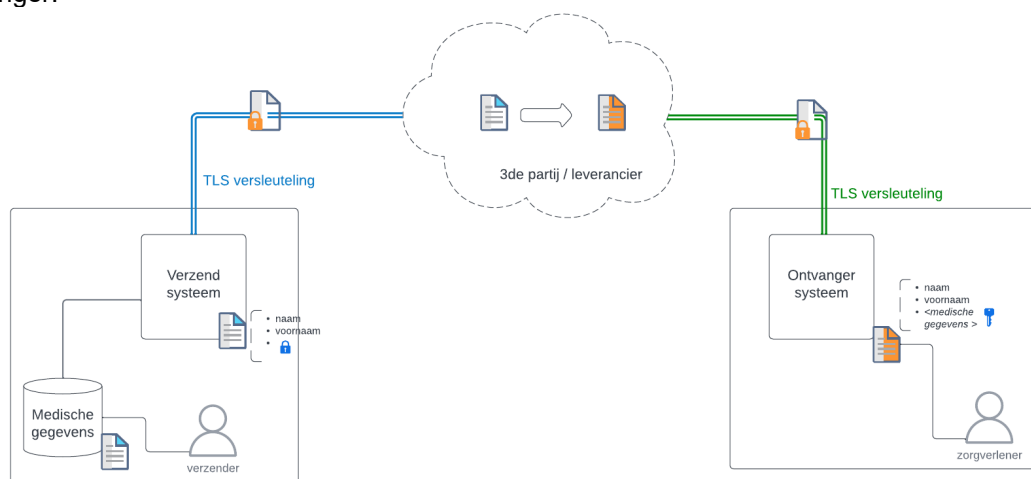 TLS versleuteling
3de partij / leverancier
TLS versleuteling
Verzend
systeem
• naam
• voornaam
•
Medische
gegevens
verzender
Ontvanger
systeem
• naam
• voornaam
• <medische
gegevens >
zorgverlener